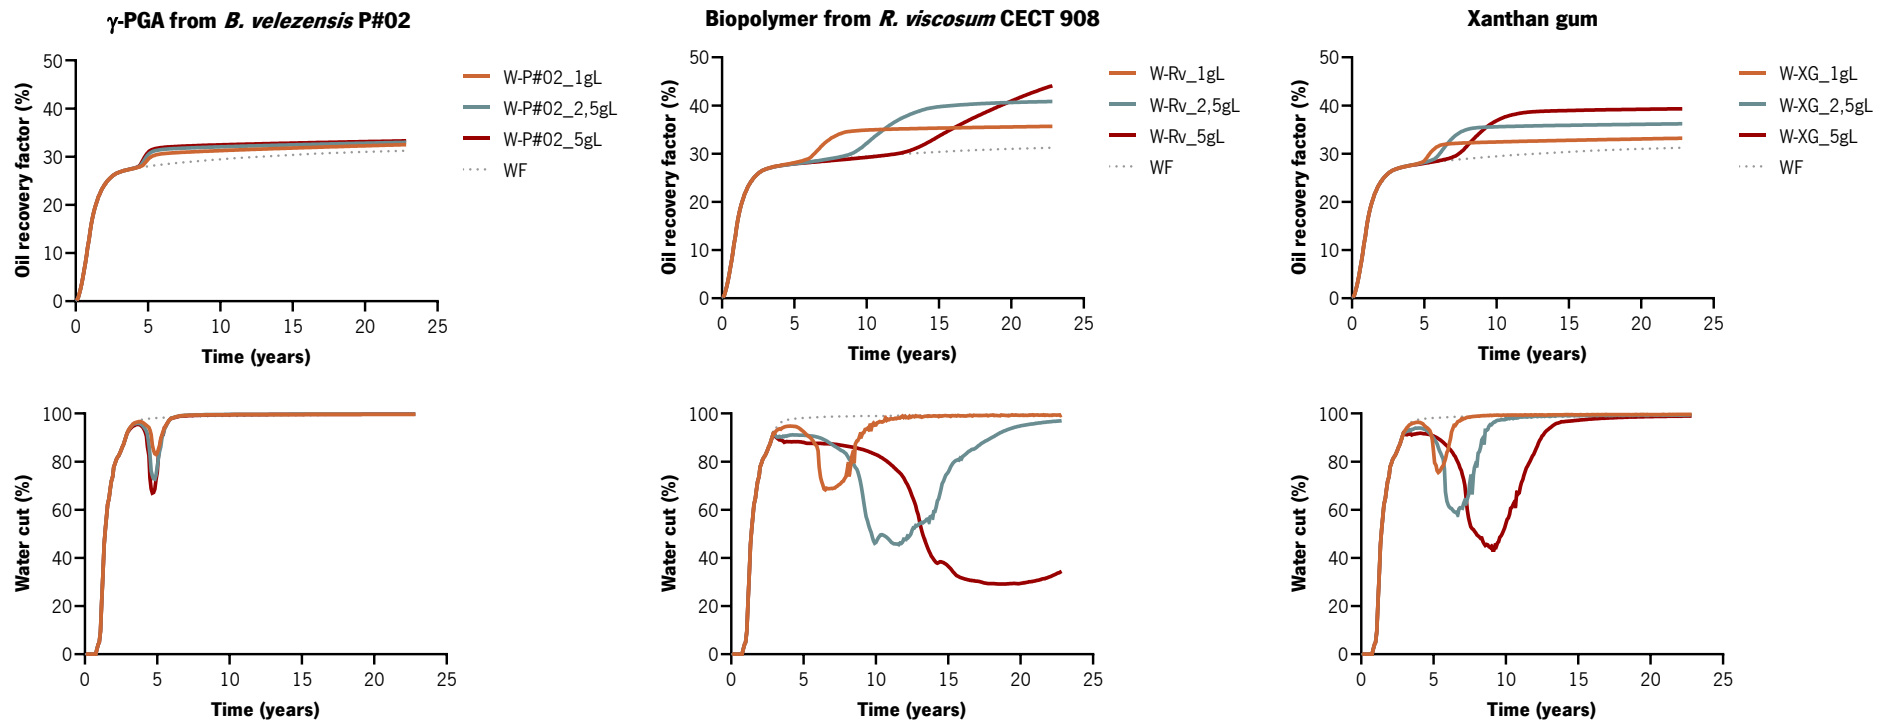 γ-PGA from B. velezensis P#02
Oil recovery factor (%)
50
40
30
20
10
0
0 5 10 15 20 25
Time (years)
W-P#02_1gL
W-P#02_2,5gL
W-P#02_5gL
WF
Biopolymer from R. viscosum CECT 908
Oil recovery factor (%)
50
40
30
20
10
0
0 5 10 15 20 25
Time (years)
W-Rv_1gL
W-Rv_2,5gL
W-Rv_5gL
WF
Xanthan gum
Oil recovery factor (%)
50
40
30
20
10
0
0 5 10 15 20 25
Time (years)
W-XG_1gL
W-XG_2,5gL
W-XG_5gL
WF
Water cut (%)
100
80
60
40
20
0
0 5 10 15 20 25
Time (years)
Water cut (%)
100
80
60
40
20
0
0 5 10 15 20 25
Time (years)
Water cut (%)
100
80
60
40
20
0
0 5 10 15 20 25
Time (years)